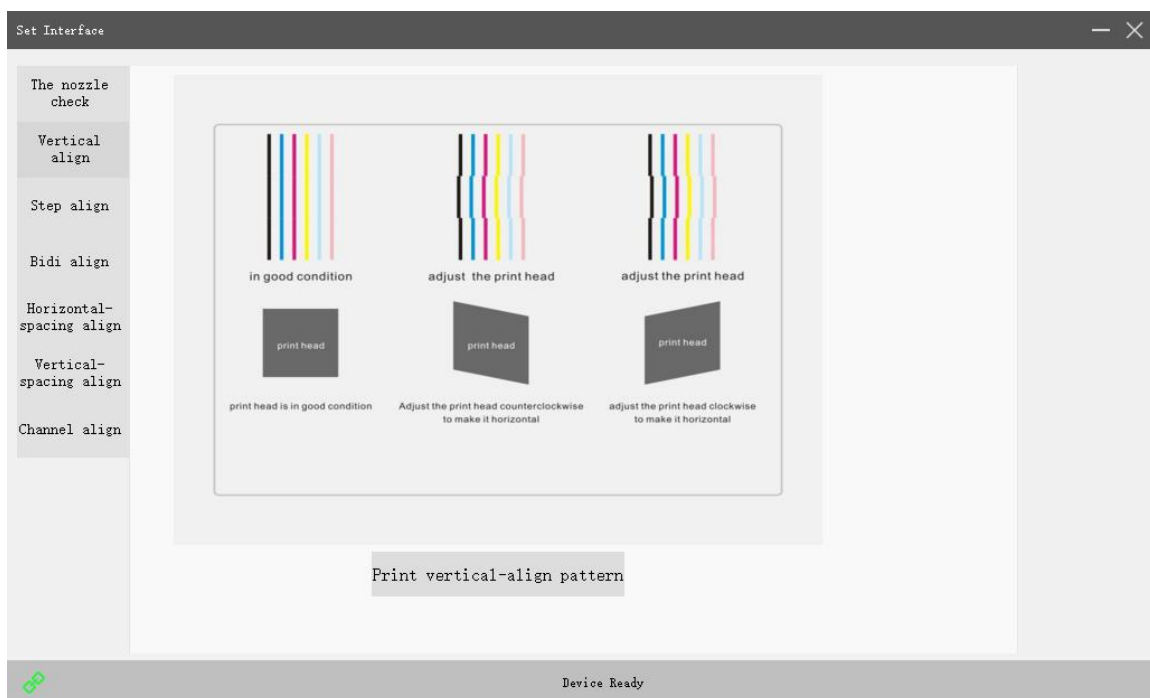 Set Interface
The nozzle
check
Vertical
align
Step align
Bidi align
Horizontal-
spacing align
Vertical-
spacing align
Channel align
in good condition
adjust the print head
adjust the print head
print head
print head
print head
print head is in good condition
Adjust the print head counterclockwise
to make it horizontal
adjust the print head clockwise
to make it horizontal
Print vertical-align pattern
Device Ready